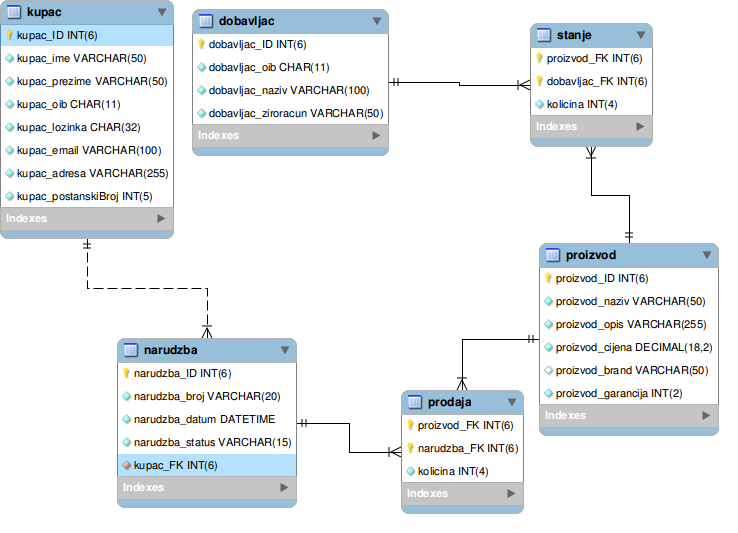 kupac
kupac_ID INT(6)
kupac_ime VARCHAR(50)
kupac_prezime VARCHAR(50)
kupac_oib CHAR(11)
kupac_lozinka CHAR(32)
kupac_email VARCHAR(100)
kupac_adresa VARCHAR(255)
kupac_postanskiBroj INT(5)
Indexes
dobavljac
dobavljac_ID INT(6)
dobavljac_oib CHAR(11)
dobavljac_naziv VARCHAR(100)
dobavljac_ziroracun VARCHAR(50)
Indexes
stanje
proizvod_FK INT(6)
dobavljac_FK INT(6)
kolicina INT(4)
Indexes
proizvod
proizvod_ID INT(6)
proizvod_naziv VARCHAR(50)
proizvod_opis VARCHAR(255)
proizvod_cijena DECIMAL(18,2)
proizvod_brand VARCHAR(50)
proizvod_garancija INT(2)
Indexes
narudzba
narudzba_ID INT(6)
narudzba_broj VARCHAR(20)
narudzba_datum DATETIME
narudzba_status VARCHAR(15)
kupac_FK INT(6)
Indexes
prodaja
proizvod_FK INT(6)
narudzba_FK INT(6)
kolicina INT(4)
Indexes